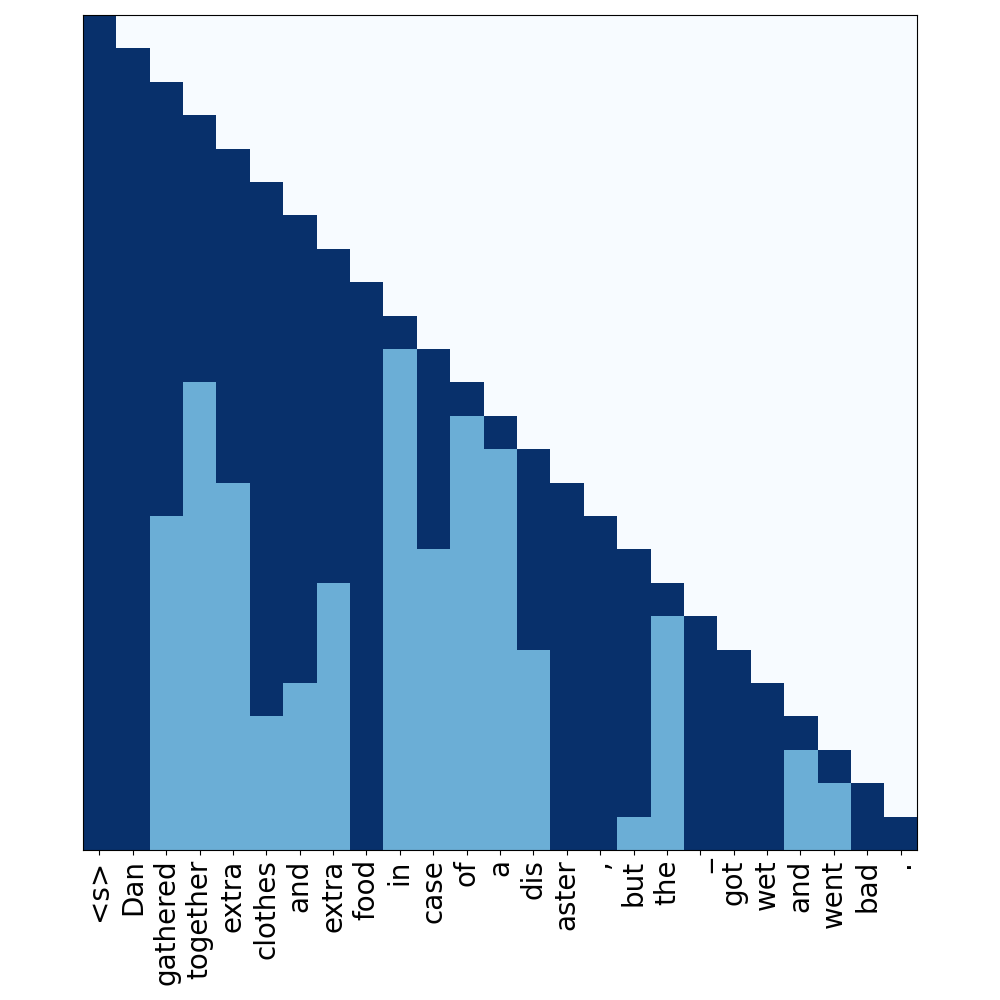 <s> Dan gathered together extra clothes and extra food in case of a dis aster , but the _ got wet and went bad .